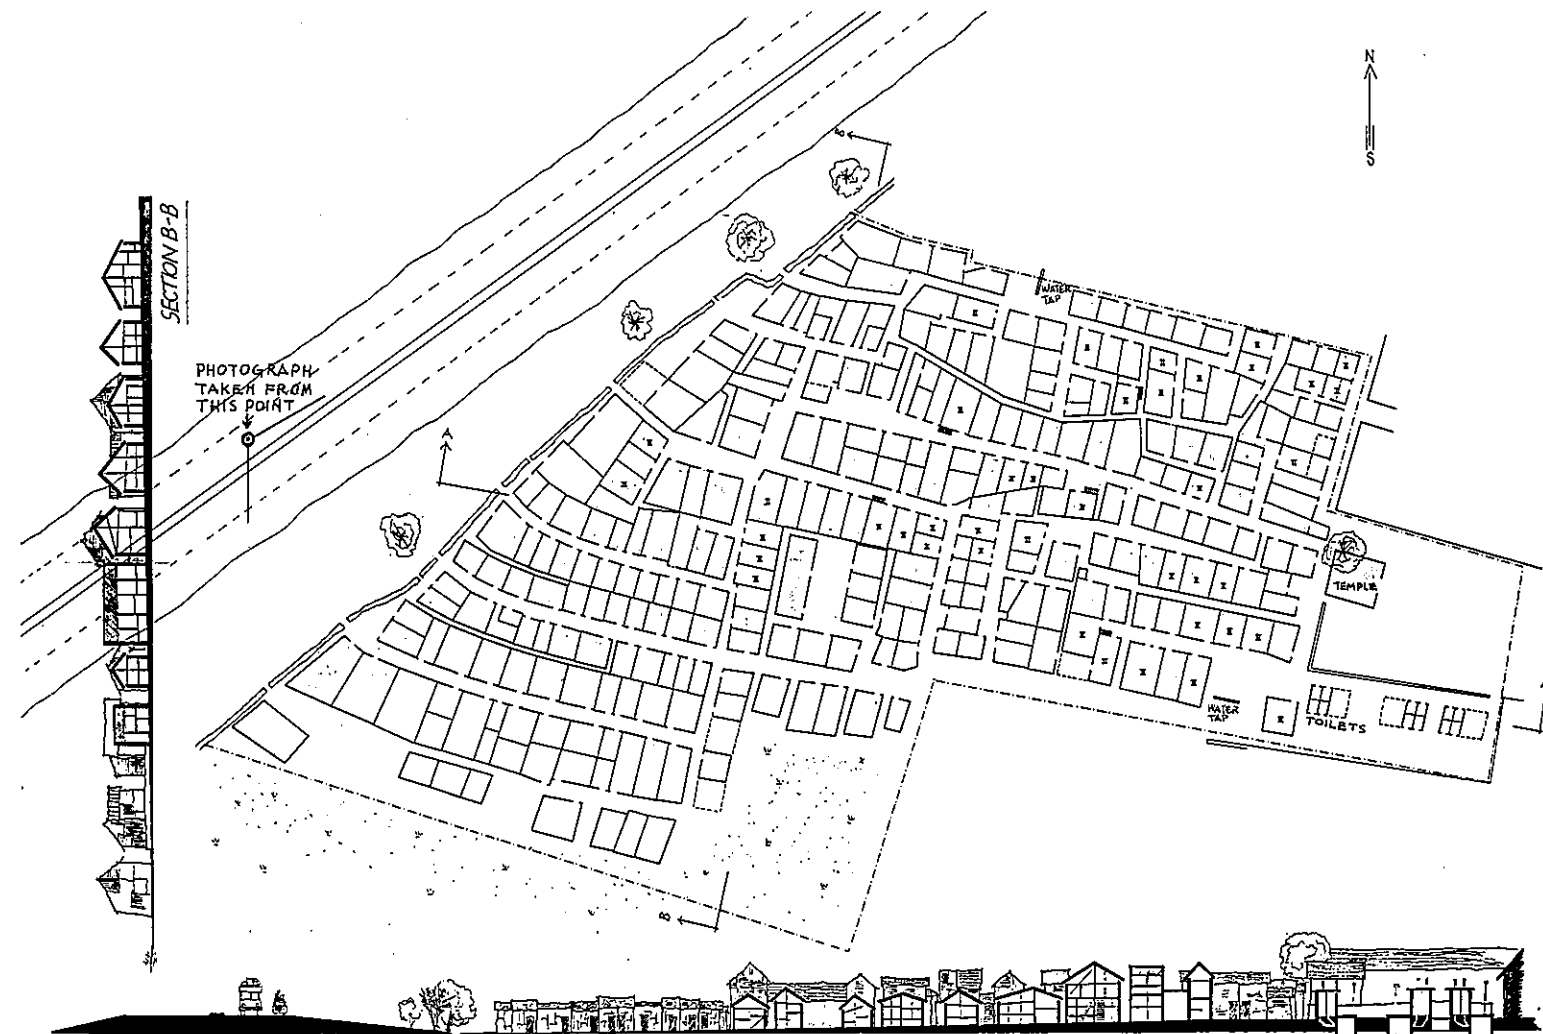 N
S
B
SECTION B-B
WATER
TAP
PHOTOGRAPH
TAKEN FROM
THIS POINT
A
TEMPLE
WATER
TAP
TOILETS
B